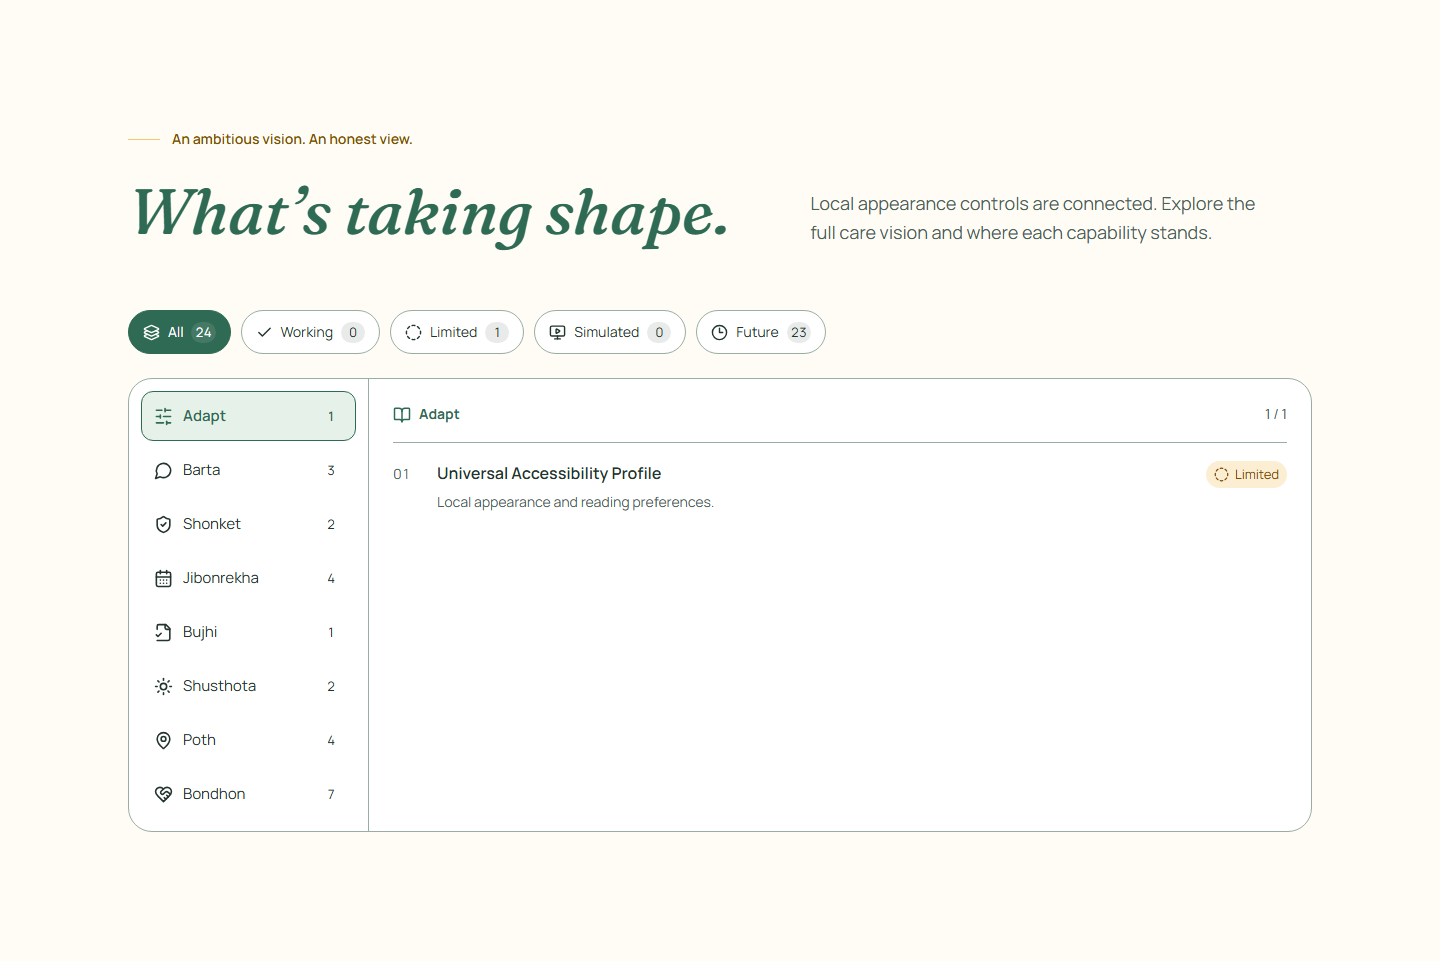 An ambitious vision. An honest view.
What’s taking shape.
Local appearance controls are connected. Explore the
full care vision and where each capability stands.
All 24
Working 0
Limited 1
Simulated 0
Future 23
Adapt 1
Barta 3
Shonket 2
Jibonrekha 4
Bujhi 1
Shusthota 2
Poth 4
Bondhon 7
Adapt 1 / 1
01 Universal Accessibility Profile Limited
Local appearance and reading preferences.